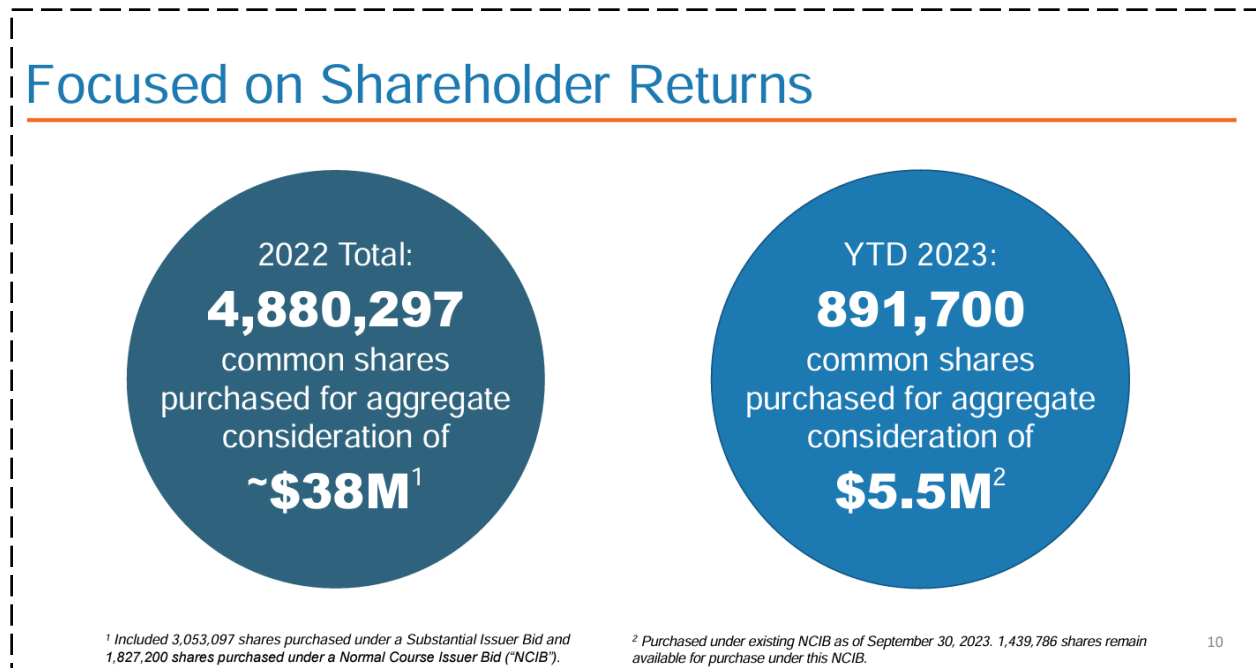 Focused on Shareholder Returns
2022 Total:
4,880,297
common shares
purchased for aggregate
consideration of
~$38M1
YTD 2023:
891,700
common shares
purchased for aggregate
consideration of
$5.5M2
1 Included 3,053,097 shares purchased under a Substantial Issuer Bid and
1,827,200 shares purchased under a Normal Course Issuer Bid (“NCIB”).
2 Purchased under existing NCIB as of September 30, 2023. 1,439,786 shares remain
available for purchase under this NCIB.
10